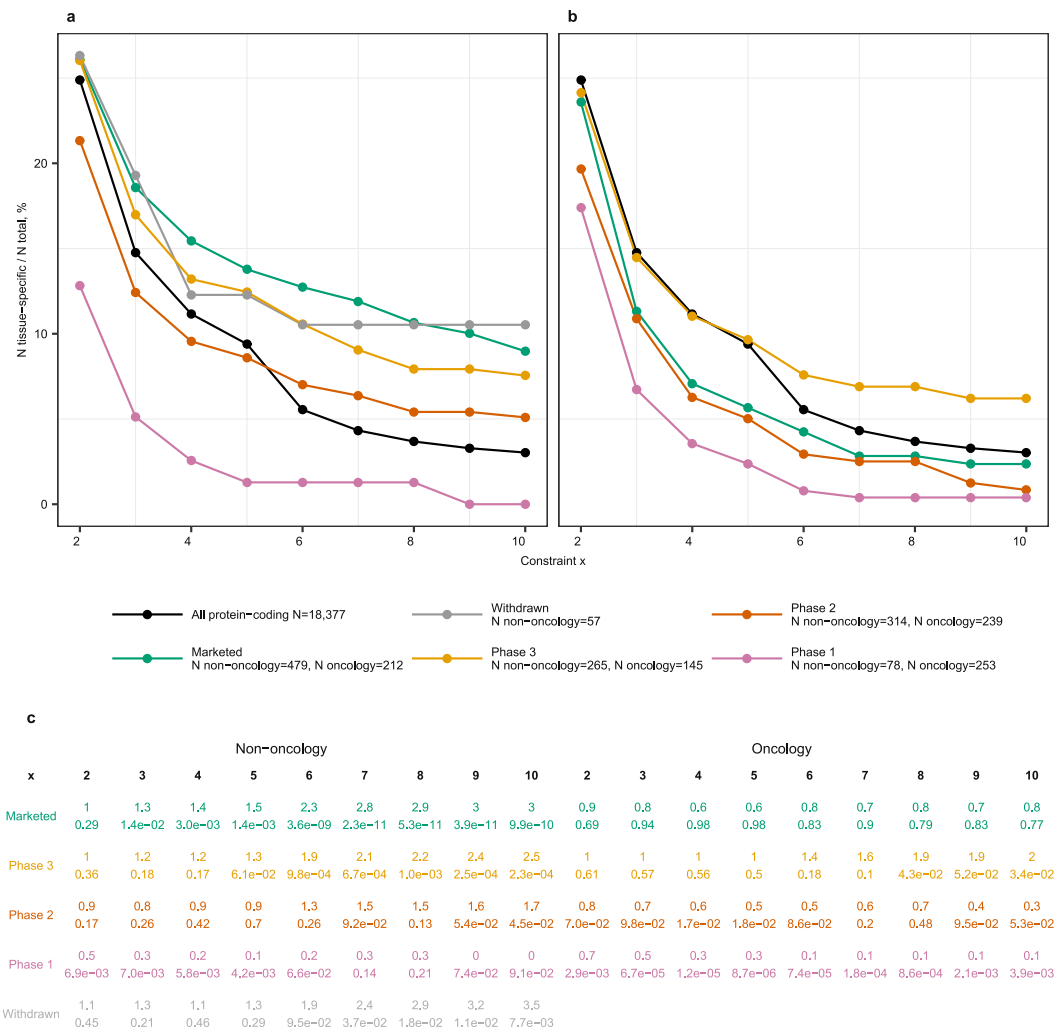 a
b
20
10
0
N tissue−specific / N total, %
2
4
6
8
10
2
4
6
8
10
Constraint x
All protein−coding N=18,377
Withdrawn
N non−oncology=57
Phase 2
N non−oncology=314, N oncology=239
Marketed
N non−oncology=479, N oncology=212
Phase 3
N non−oncology=265, N oncology=145
Phase 1
N non−oncology=78, N oncology=253
c
Non−oncology
Oncology
x 2 3 4 5 6 7 8 9 10 2 3 4 5 6 7 8 9 10
Marketed
1 1.3 1.4 1.5 2.3 2.8 2.9 3 3 0.9 0.8 0.6 0.6 0.8 0.7 0.8 0.7 0.8
0.29 1.4e−02 3.0e−03 1.4e−03 3.6e−09 2.3e−11 5.3e−11 3.9e−11 9.9e−10 0.69 0.94 0.98 0.98 0.83 0.9 0.79 0.83 0.77
Phase 3
1 1.2 1.2 1.3 1.9 2.1 2.2 2.4 2.5 1 1 1 1 1.4 1.6 1.9 1.9 2
0.36 0.18 0.17 6.1e−02 9.8e−04 6.7e−04 1.0e−03 2.5e−04 2.3e−04 0.61 0.57 0.56 0.5 0.18 0.1 4.3e−02 5.2e−02 3.4e−02
Phase 2
0.9 0.8 0.9 0.9 1.3 1.5 1.5 1.6 1.7 0.8 0.7 0.6 0.5 0.5 0.6 0.7 0.4 0.3
0.17 0.26 0.42 0.7 0.26 9.2e−02 0.13 5.4e−02 4.5e−02 7.0e−02 9.8e−02 1.7e−02 1.8e−02 8.6e−02 0.2 0.48 9.5e−02 5.3e−02
Phase 1
0.5 0.3 0.2 0.1 0.2 0.3 0.3 0 0 0.7 0.5 0.3 0.3 0.1 0.1 0.1 0.1 0.1
6.9e−03 7.0e−03 5.8e−03 4.2e−03 6.6e−02 0.14 0.21 7.4e−02 9.1e−02 2.9e−03 6.7e−05 1.2e−05 8.7e−06 7.4e−05 1.8e−04 8.6e−04 2.1e−03 3.9e−03
Withdrawn
1.1 1.3 1.1 1.3 1.9 2.4 2.9 3.2 3.5
0.45 0.21 0.46 0.29 9.5e−02 3.7e−02 1.8e−02 1.1e−02 7.7e−03